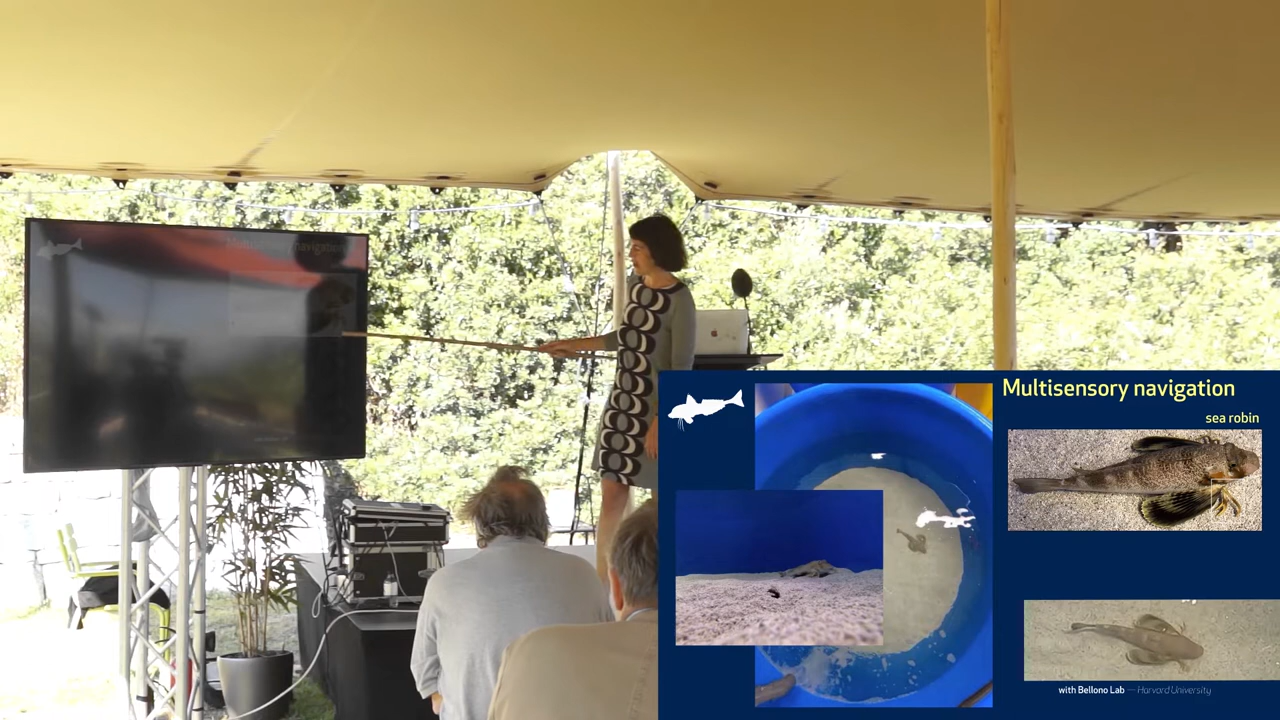 Multisensory navigation
sea robin
with Bellono Lab — Harvard University